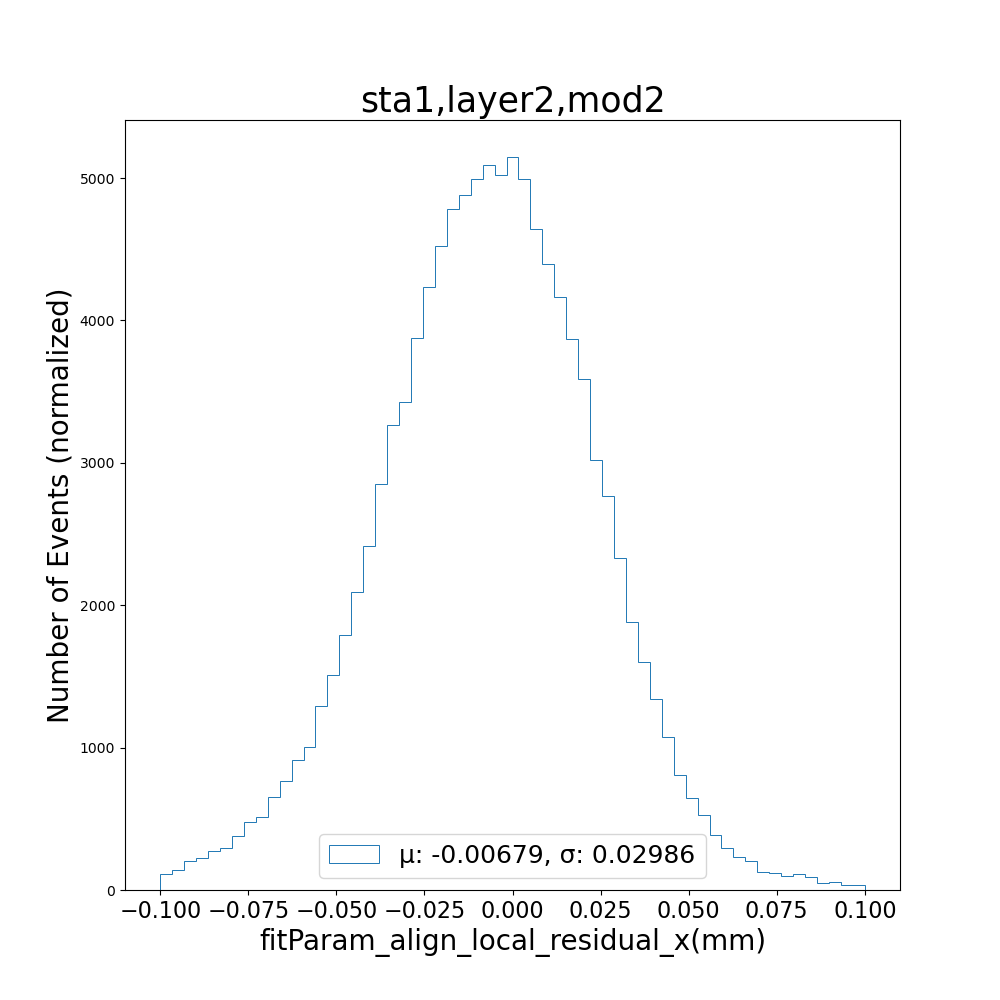 sta1,layer2,mod2
Number of Events (normalized)
5000
4000
3000
2000
1000
0
μ: -0.00679, σ: 0.02986
−0.100 −0.075 −0.050 −0.025 0.000 0.025 0.050 0.075 0.100
fitParam_align_local_residual_x(mm)